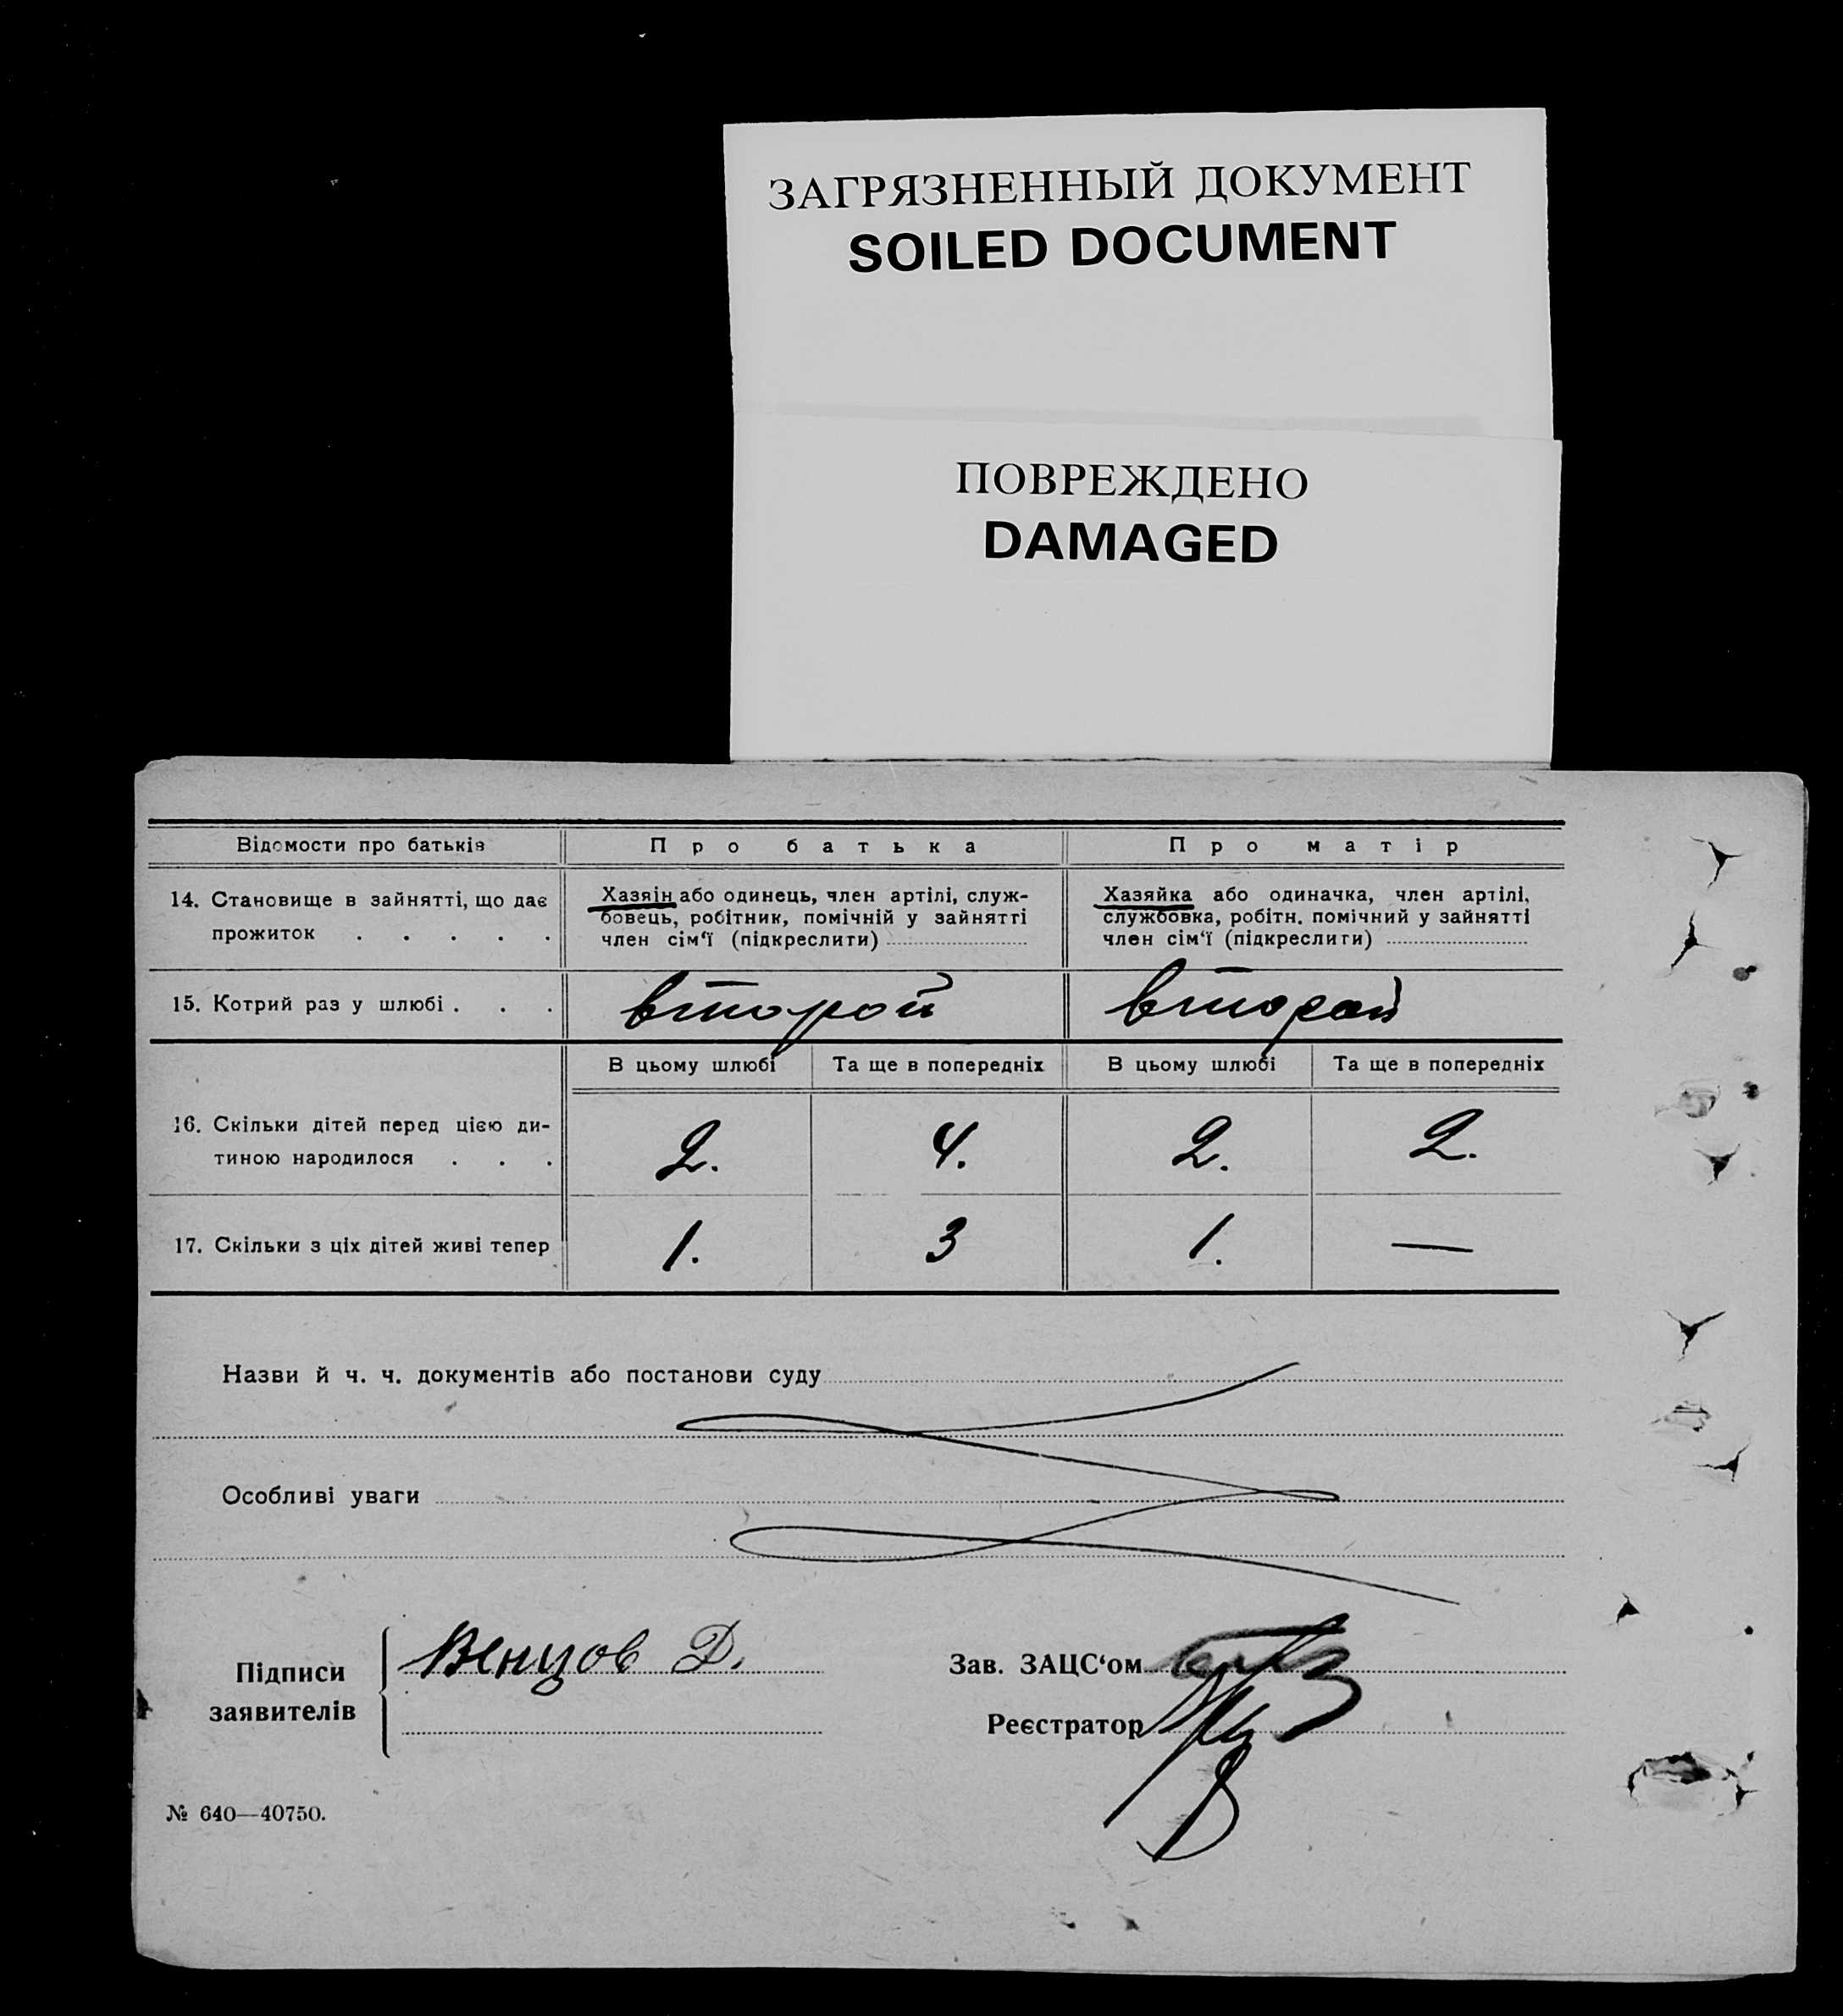 ЗАГРЯЗНЕННЫЙ ДОКУМЕНТ
SOILED DOCUMENT
ПОВРЕЖДЕНО
DAMAGED
Відомости про батьків
Про батька
Про матір
14. Становище в зайнятті, що дає
прожиток . . . . .
Хазяїн або одинець, член артілі, служ-
бовець, робітник, помічній у зайнятті
член сім‘ї (підкреслити)
Хазяйка або одиначка, член артілі,
службовка, робітн. помічний у зайнятті
член сім‘ї (підкреслити)
15. Котрий раз у шлюбі . . .
второй
второй
В цьому шлюбі
Та ще в попередніх
В цьому шлюбі
Та ще в попередніх
16. Скільки дітей перед цією ди-
тиною народилося . . .
2.
4.
2.
2.
17. Скільки з ціх дітей живі тепер
1.
3
1.
—
Назви й ч. ч. документів або постанови суду
Особливі уваги
Підписи
заявителів
Венцов Д.
Зав. ЗАЦС‘ом
Реєстратор
№ 640—40750.